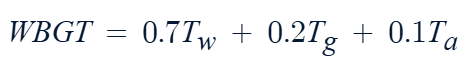 WBGT = 0.7T_w + 0.2T_g + 0.1T_a